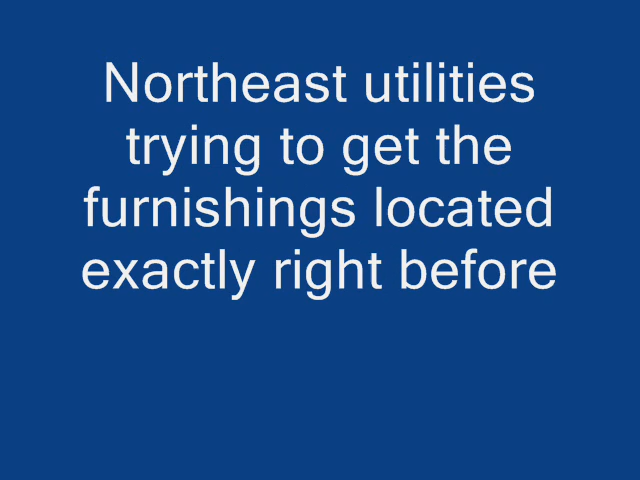 Northeast utilities
trying to get the
furnishings located
exactly right before